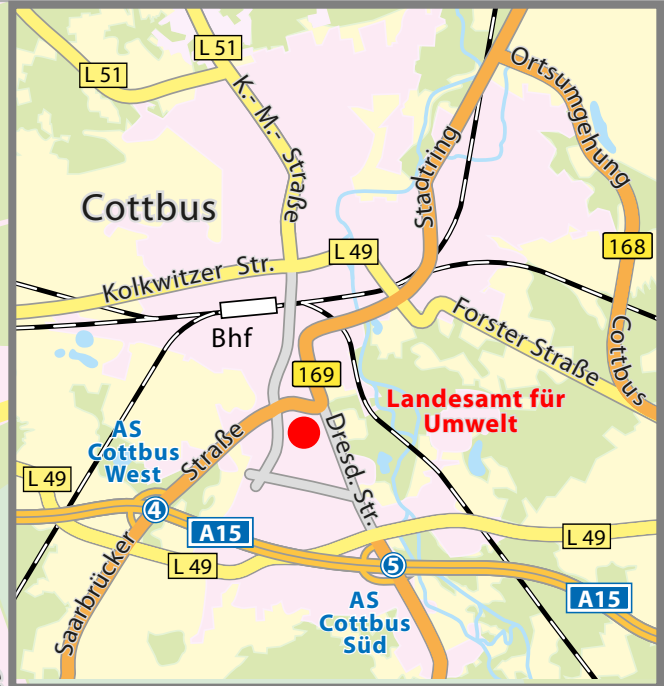 L 51
L 51
K.- M.- Straße
Ortsumgehung
Stadtring
Cottbus
168
L 49
Kolkwitzer Str.
Bhf
Forster Straße
Cottbus
169
Landesamt für
Umwelt
AS
Cottbus
West
Straße
Dresd. Str.
L 49
4
A15
L 49
L 49
5
Saarbrücker
A15
AS
Cottbus
Süd